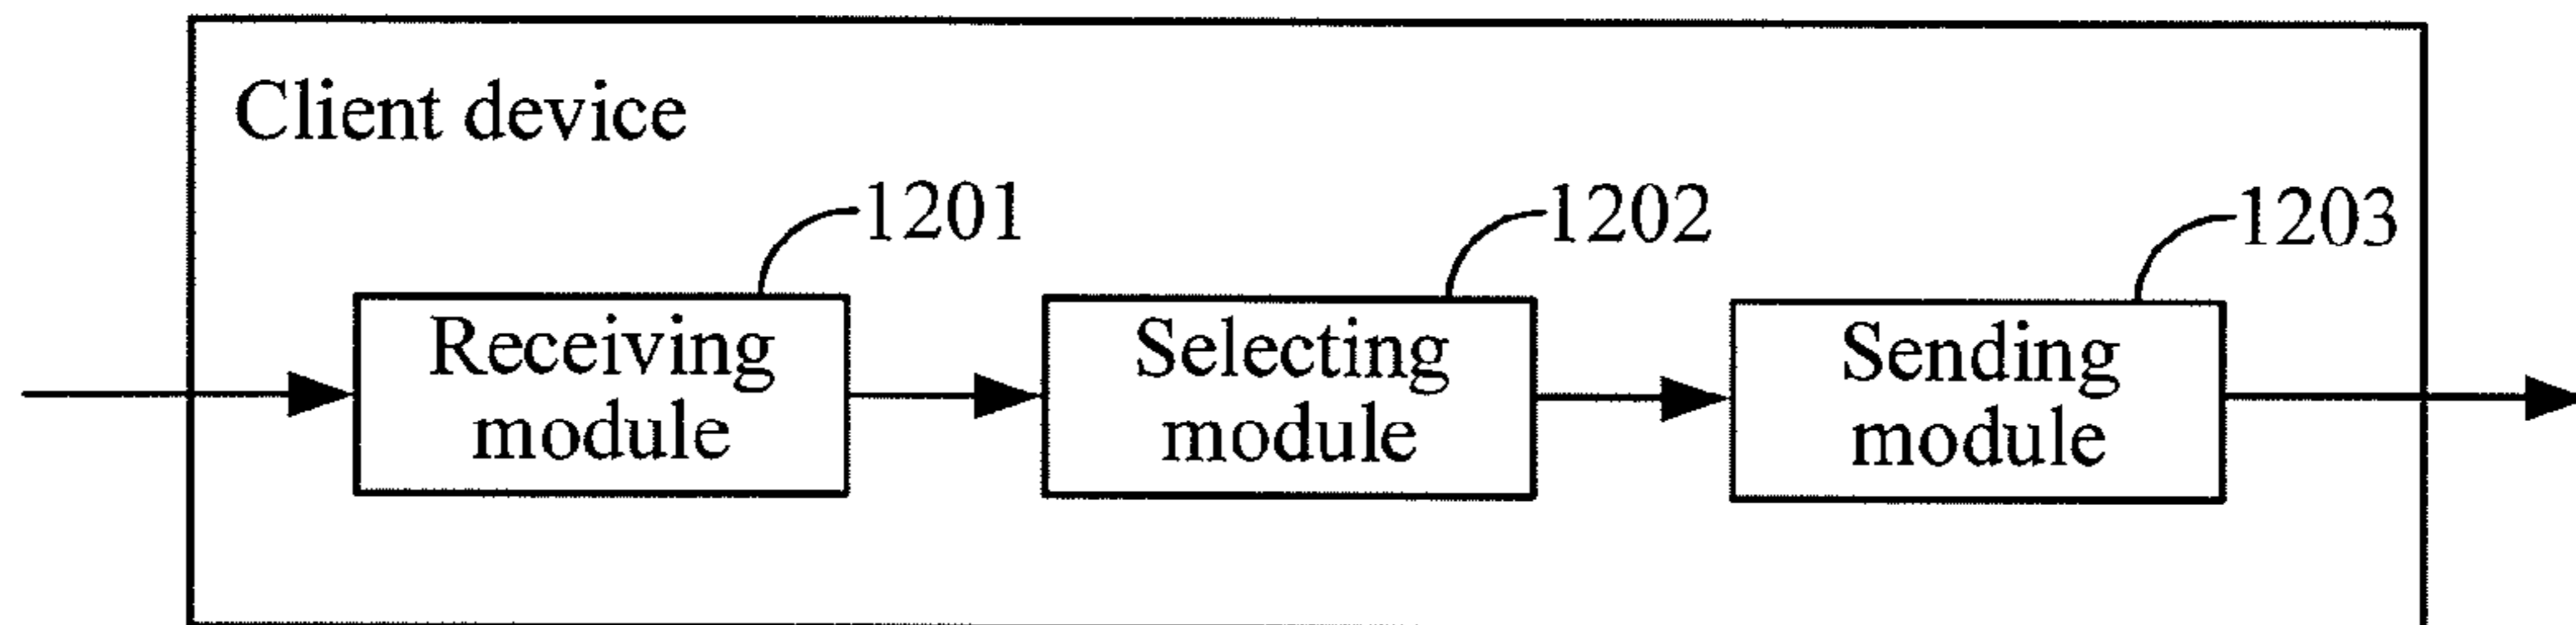 Client device
1201
1202
1203
Receiving
module
Selecting
module
Sending
module